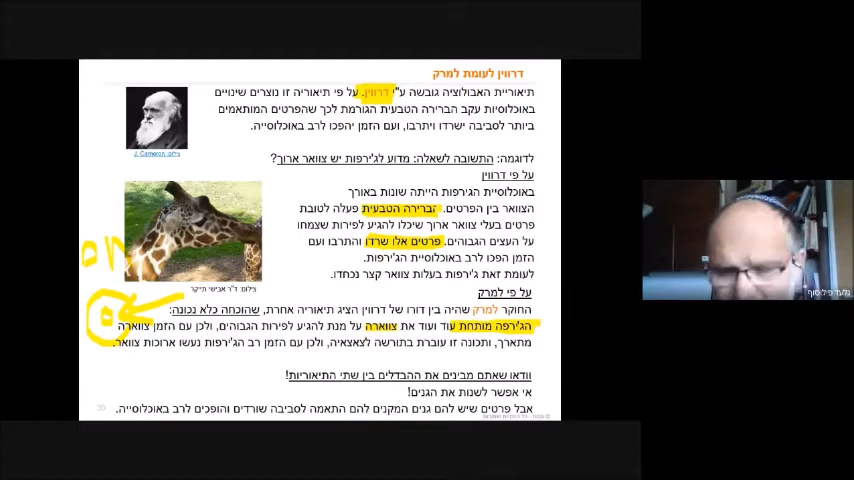 דרווין לעומת למרק
תיאוריית האבולוציה גובשה ע"י דרווין. על פי תיאוריה זו נוצרים שינויים
באוכלוסיות עקב הברירה הטבעית הגורמת לכך שהפרטים המותאמים
ביותר לסביבה ישרדו ויתרבו, ועם הזמן יהפכו לרב באוכלוסייה.
צילום: J. Cameron
לדוגמה: התשובה לשאלה: מדוע לג'ירפות יש צוואר ארוך?
על פי דרווין
באוכלוסיית הג'ירפות הייתה שונות באורך
הצוואר בין הפרטים. הברירה הטבעית פעלה לטובת
פרטים בעלי צוואר ארוך שיכלו להגיע לפירות שצמחו
על העצים הגבוהים. פרטים אלו שרדו והתרבו ועם
הזמן הפכו לרב באוכלוסיית הג'ירפות.
לעומת זאת ג'ירפות בעלות צוואר קצר נכחדו.
צילום: ד"ר אבישי תייקר
על פי למרק
החוקר למרק שהיה בין דורו של דרווין הציג תיאוריה אחרת, שהוכחה כלא נכונה:
הג'ירפה מותחת עוד ועוד את צווארה על מנת להגיע לפירות הגבוהים, ולכן עם הזמן צווארה
מתארך, ותכונה זו עוברת בתורשה לצאצאיה, ולכן עם הזמן רב הג'ירפות נעשו ארוכות צוואר.
וודאו שאתם מבינים את ההבדלים בין שתי התיאוריות!
אי אפשר לשנות את הגנים!
אבל פרטים שיש להם גנים המקנים להם התאמה לסביבה שורדים והופכים לרב באוכלוסייה.
30
גלעד פילוסוף